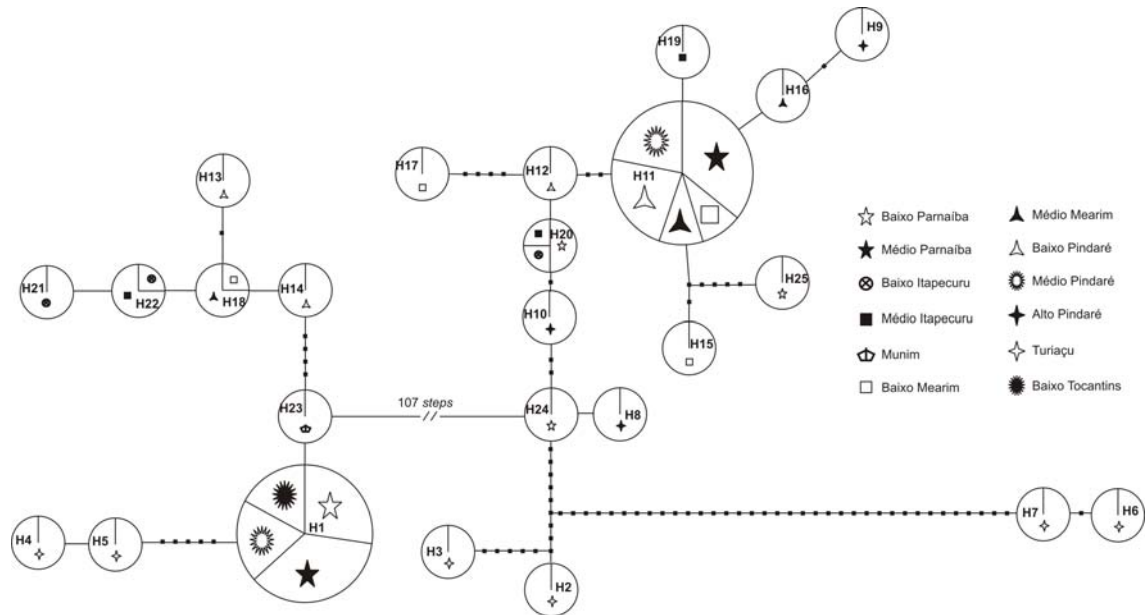 H9
H19
H16
H17
H12
H11
H13
H20
H25
H21
H22
H18
H14
H10
H15
107 steps
H23
H24
H8
H1
H4
H5
H3
H2
H7
H6
Baixo Parnaíba
Médio Parnaíba
Baixo Itapecuru
Médio Itapecuru
Munim
Baixo Mearim
Médio Mearim
Baixo Pindaré
Médio Pindaré
Alto Pindaré
Turiaçu
Baixo Tocantins